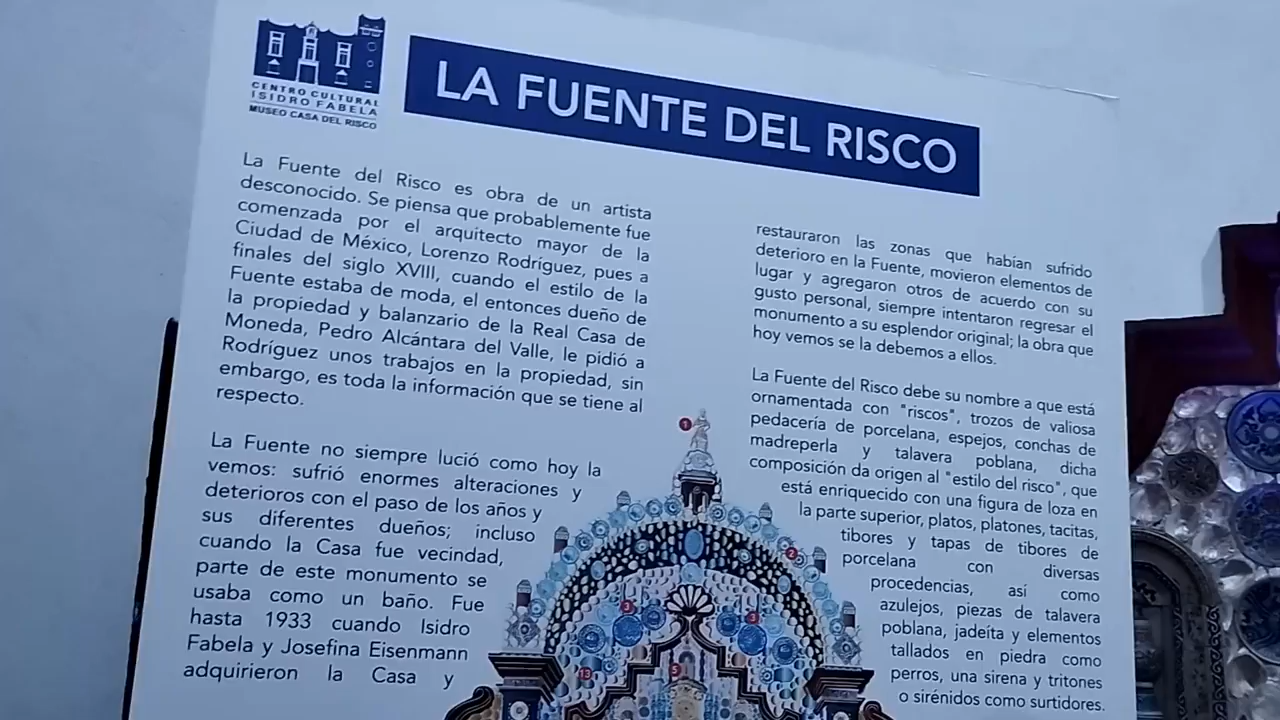 CENTRO CULTURAL
ISIDRO FABELA
MUSEO CASA DEL RISCO
LA FUENTE DEL RISCO
La Fuente del Risco es obra de un artista
desconocido. Se piensa que probablemente fue
comenzada por el arquitecto mayor de la
Ciudad de México, Lorenzo Rodríguez, pues a
finales del siglo XVIII, cuando el estilo de la
Fuente estaba de moda, el entonces dueño de
la propiedad y balanzario de la Real Casa de
Moneda, Pedro Alcántara del Valle, le pidió a
Rodríguez unos trabajos en la propiedad, sin
embargo, es toda la información que se tiene al
respecto.
La Fuente no siempre lució como hoy la
vemos: sufrió enormes alteraciones y
deterioros con el paso de los años y
sus diferentes dueños; incluso
cuando la Casa fue vecindad,
parte de este monumento se
usaba como un baño. Fue
hasta 1933 cuando Isidro
Fabela y Josefina Eisenmann
adquirieron la Casa y
restauraron las zonas que habían sufrido
deterioro en la Fuente, movieron elementos de
lugar y agregaron otros de acuerdo con su
gusto personal, siempre intentaron regresar el
monumento a su esplendor original; la obra que
hoy vemos se la debemos a ellos.
La Fuente del Risco debe su nombre a que está
ornamentada con "riscos", trozos de valiosa
pedacería de porcelana, espejos, conchas de
madreperla y talavera poblana, dicha
composición da origen al "estilo del risco", que
está enriquecido con una figura de loza en
la parte superior, platos, platones, tacitas,
tibores y tapas de tibores de
porcelana con diversas
procedencias, así como
azulejos, piezas de talavera
poblana, jadeíta y elementos
tallados en piedra como
perros, una sirena y tritones
o sirénidos como surtidores.
1
2
3
3
13
5